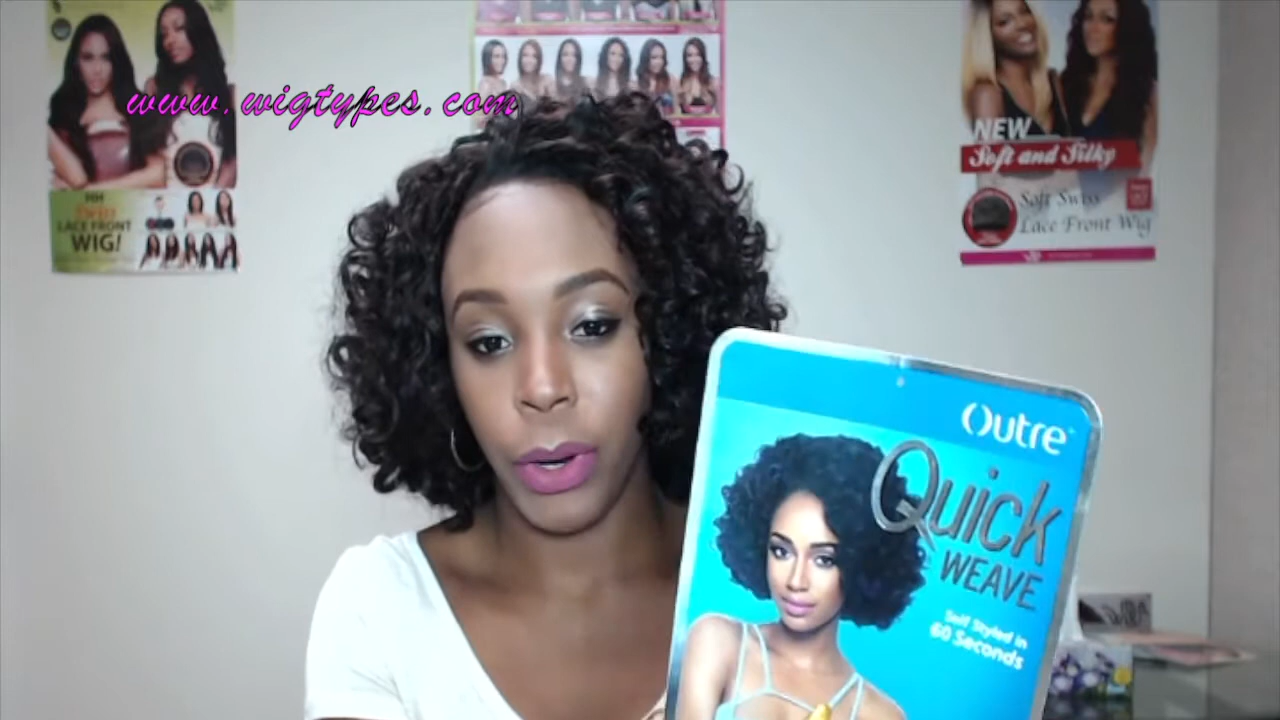 www.wigtypes.com
HH
LACE FRONT
WIG!
NEW
Soft and Silky
Soft Swiss
Lace Front Wig
Outre
Quick
WEAVE
Self Styled in
60 Seconds